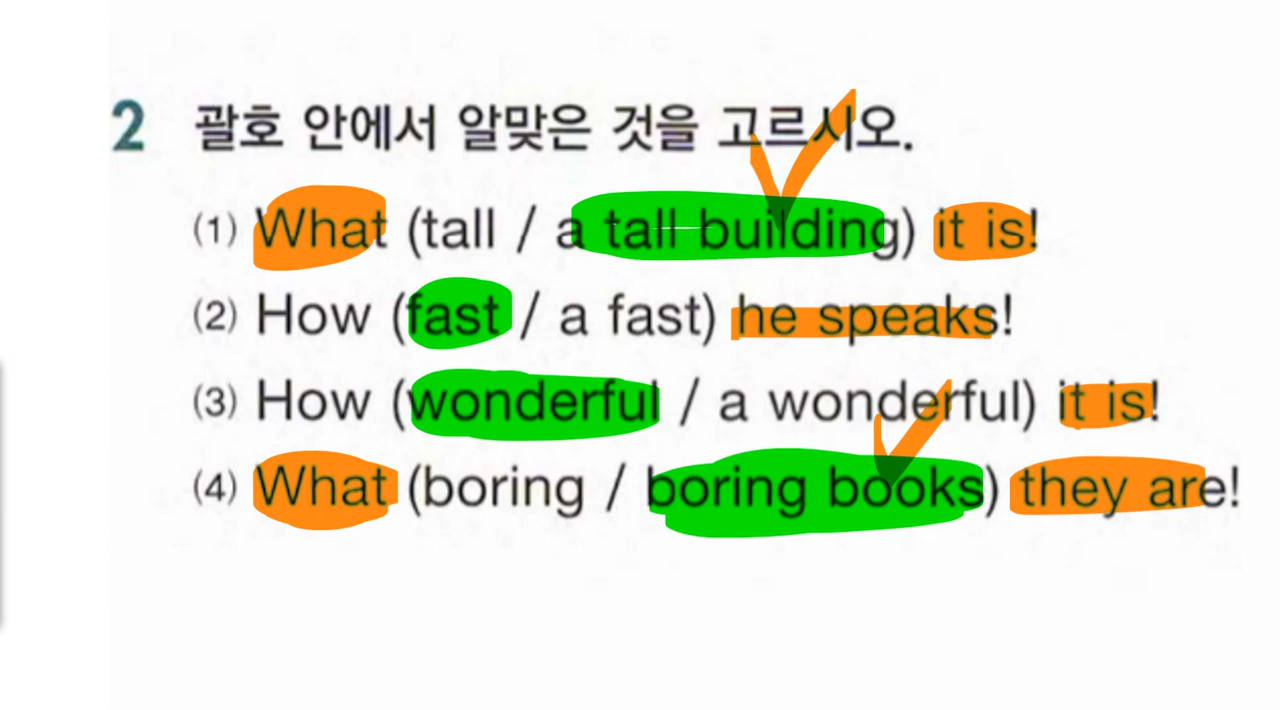 2 괄호 안에서 알맞은 것을 고르시오.
(1) What (tall / a tall building) it is!
(2) How (fast / a fast) he speaks!
(3) How (wonderful / a wonderful) it is!
(4) What (boring / boring books) they are!